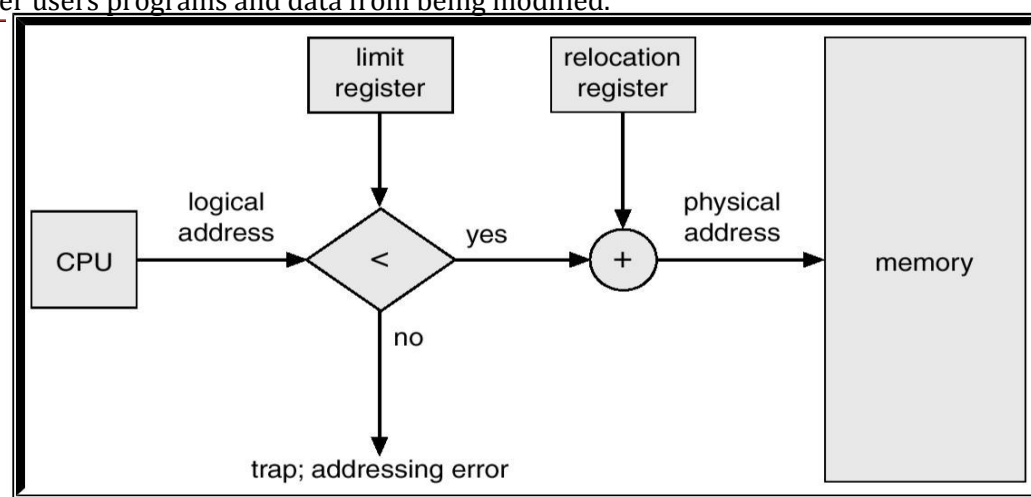 users programs and data from being modified.
limit
register
relocation
register
logical
address
physical
address
CPU
<
yes
+
memory
no
trap; addressing error